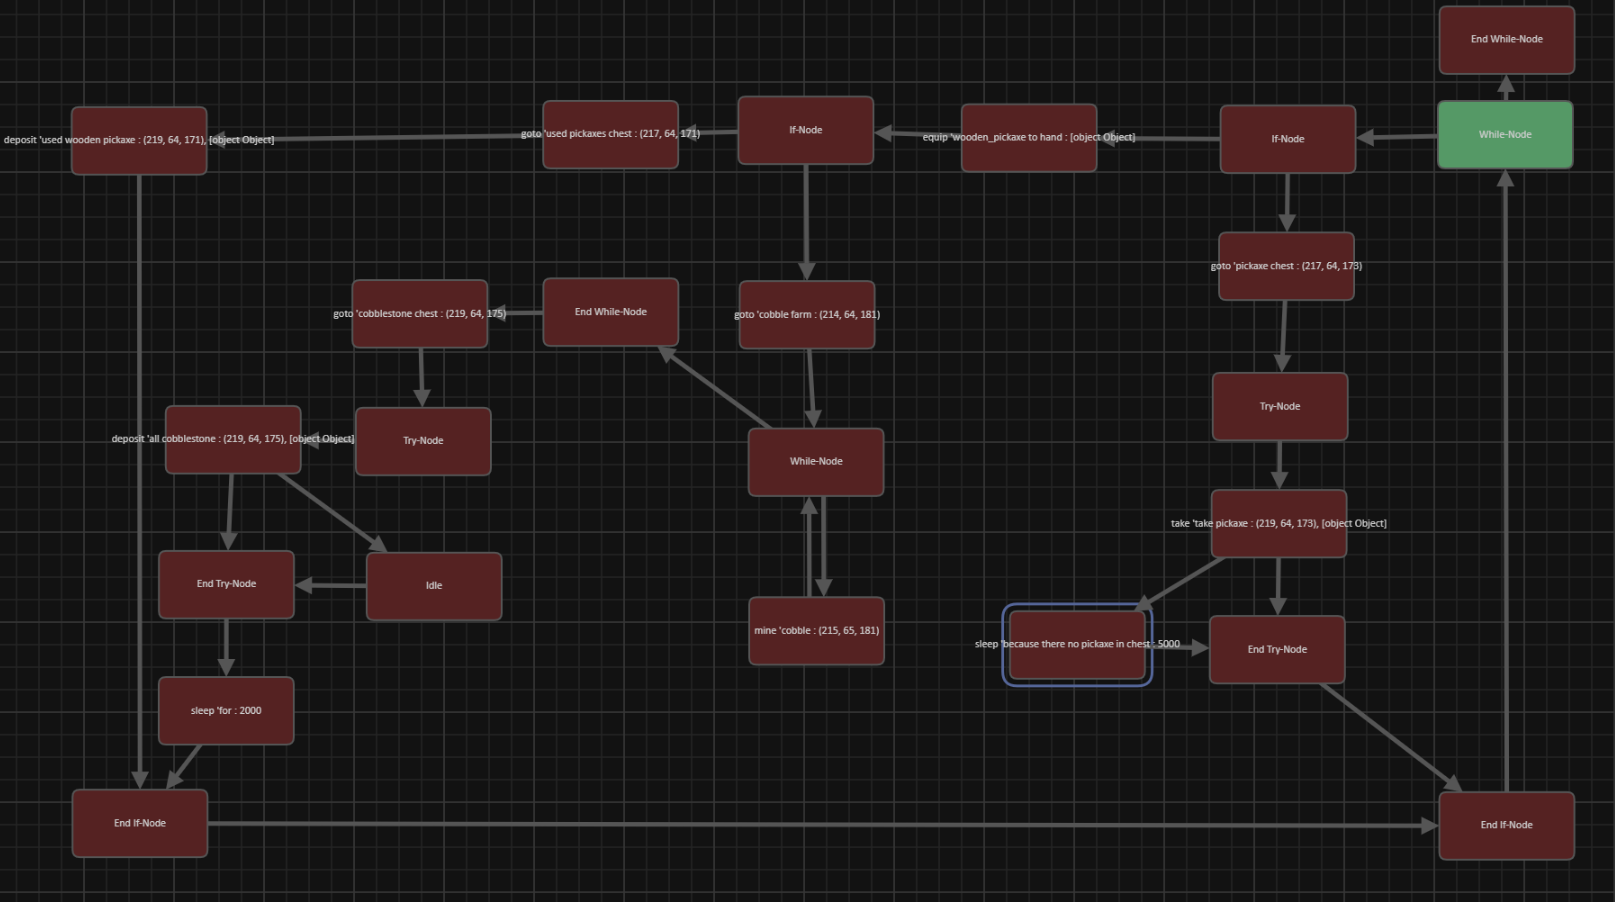 End While-Node
deposit 'used wooden pickaxe : (219, 64, 171), [object Object]
goto 'used pickaxes chest : (217, 64, 171)
If-Node
equip 'wooden_pickaxe to hand : [object Object]
If-Node
While-Node
goto 'pickaxe chest : (217, 64, 173)
goto 'cobblestone chest : (219, 64, 175)
End While-Node
goto 'cobble farm : (214, 64, 181)
Try-Node
deposit 'all cobblestone : (219, 64, 175), [object Object]
Try-Node
While-Node
take 'take pickaxe : (219, 64, 173), [object Object]
End Try-Node
Idle
mine 'cobble : (215, 65, 181)
sleep 'because there no pickaxe in chest : 5000
End Try-Node
sleep 'for : 2000
End If-Node
End If-Node